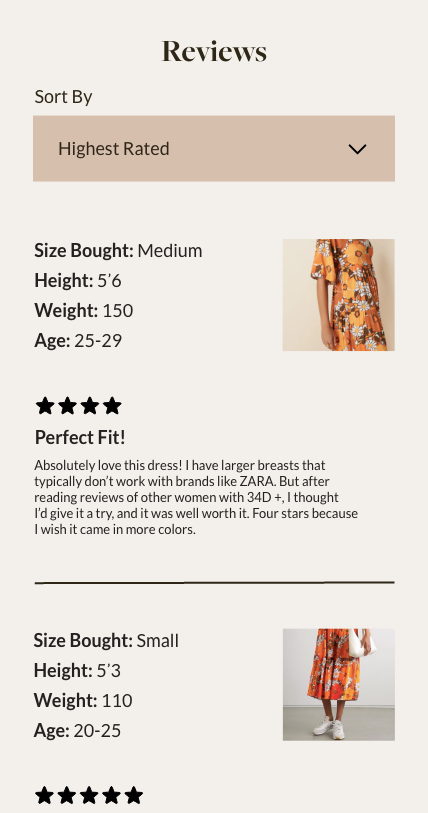 Reviews
Sort By
Highest Rated
Size Bought: Medium
Height: 5’6
Weight: 150
Age: 25-29
Perfect Fit!
Absolutely love this dress! I have larger breasts that
typically don’t work with brands like ZARA. But after
reading reviews of other women with 34D +, I thought
I’d give it a try, and it was well worth it. Four stars because
I wish it came in more colors.
Size Bought: Small
Height: 5’3
Weight: 110
Age: 20-25